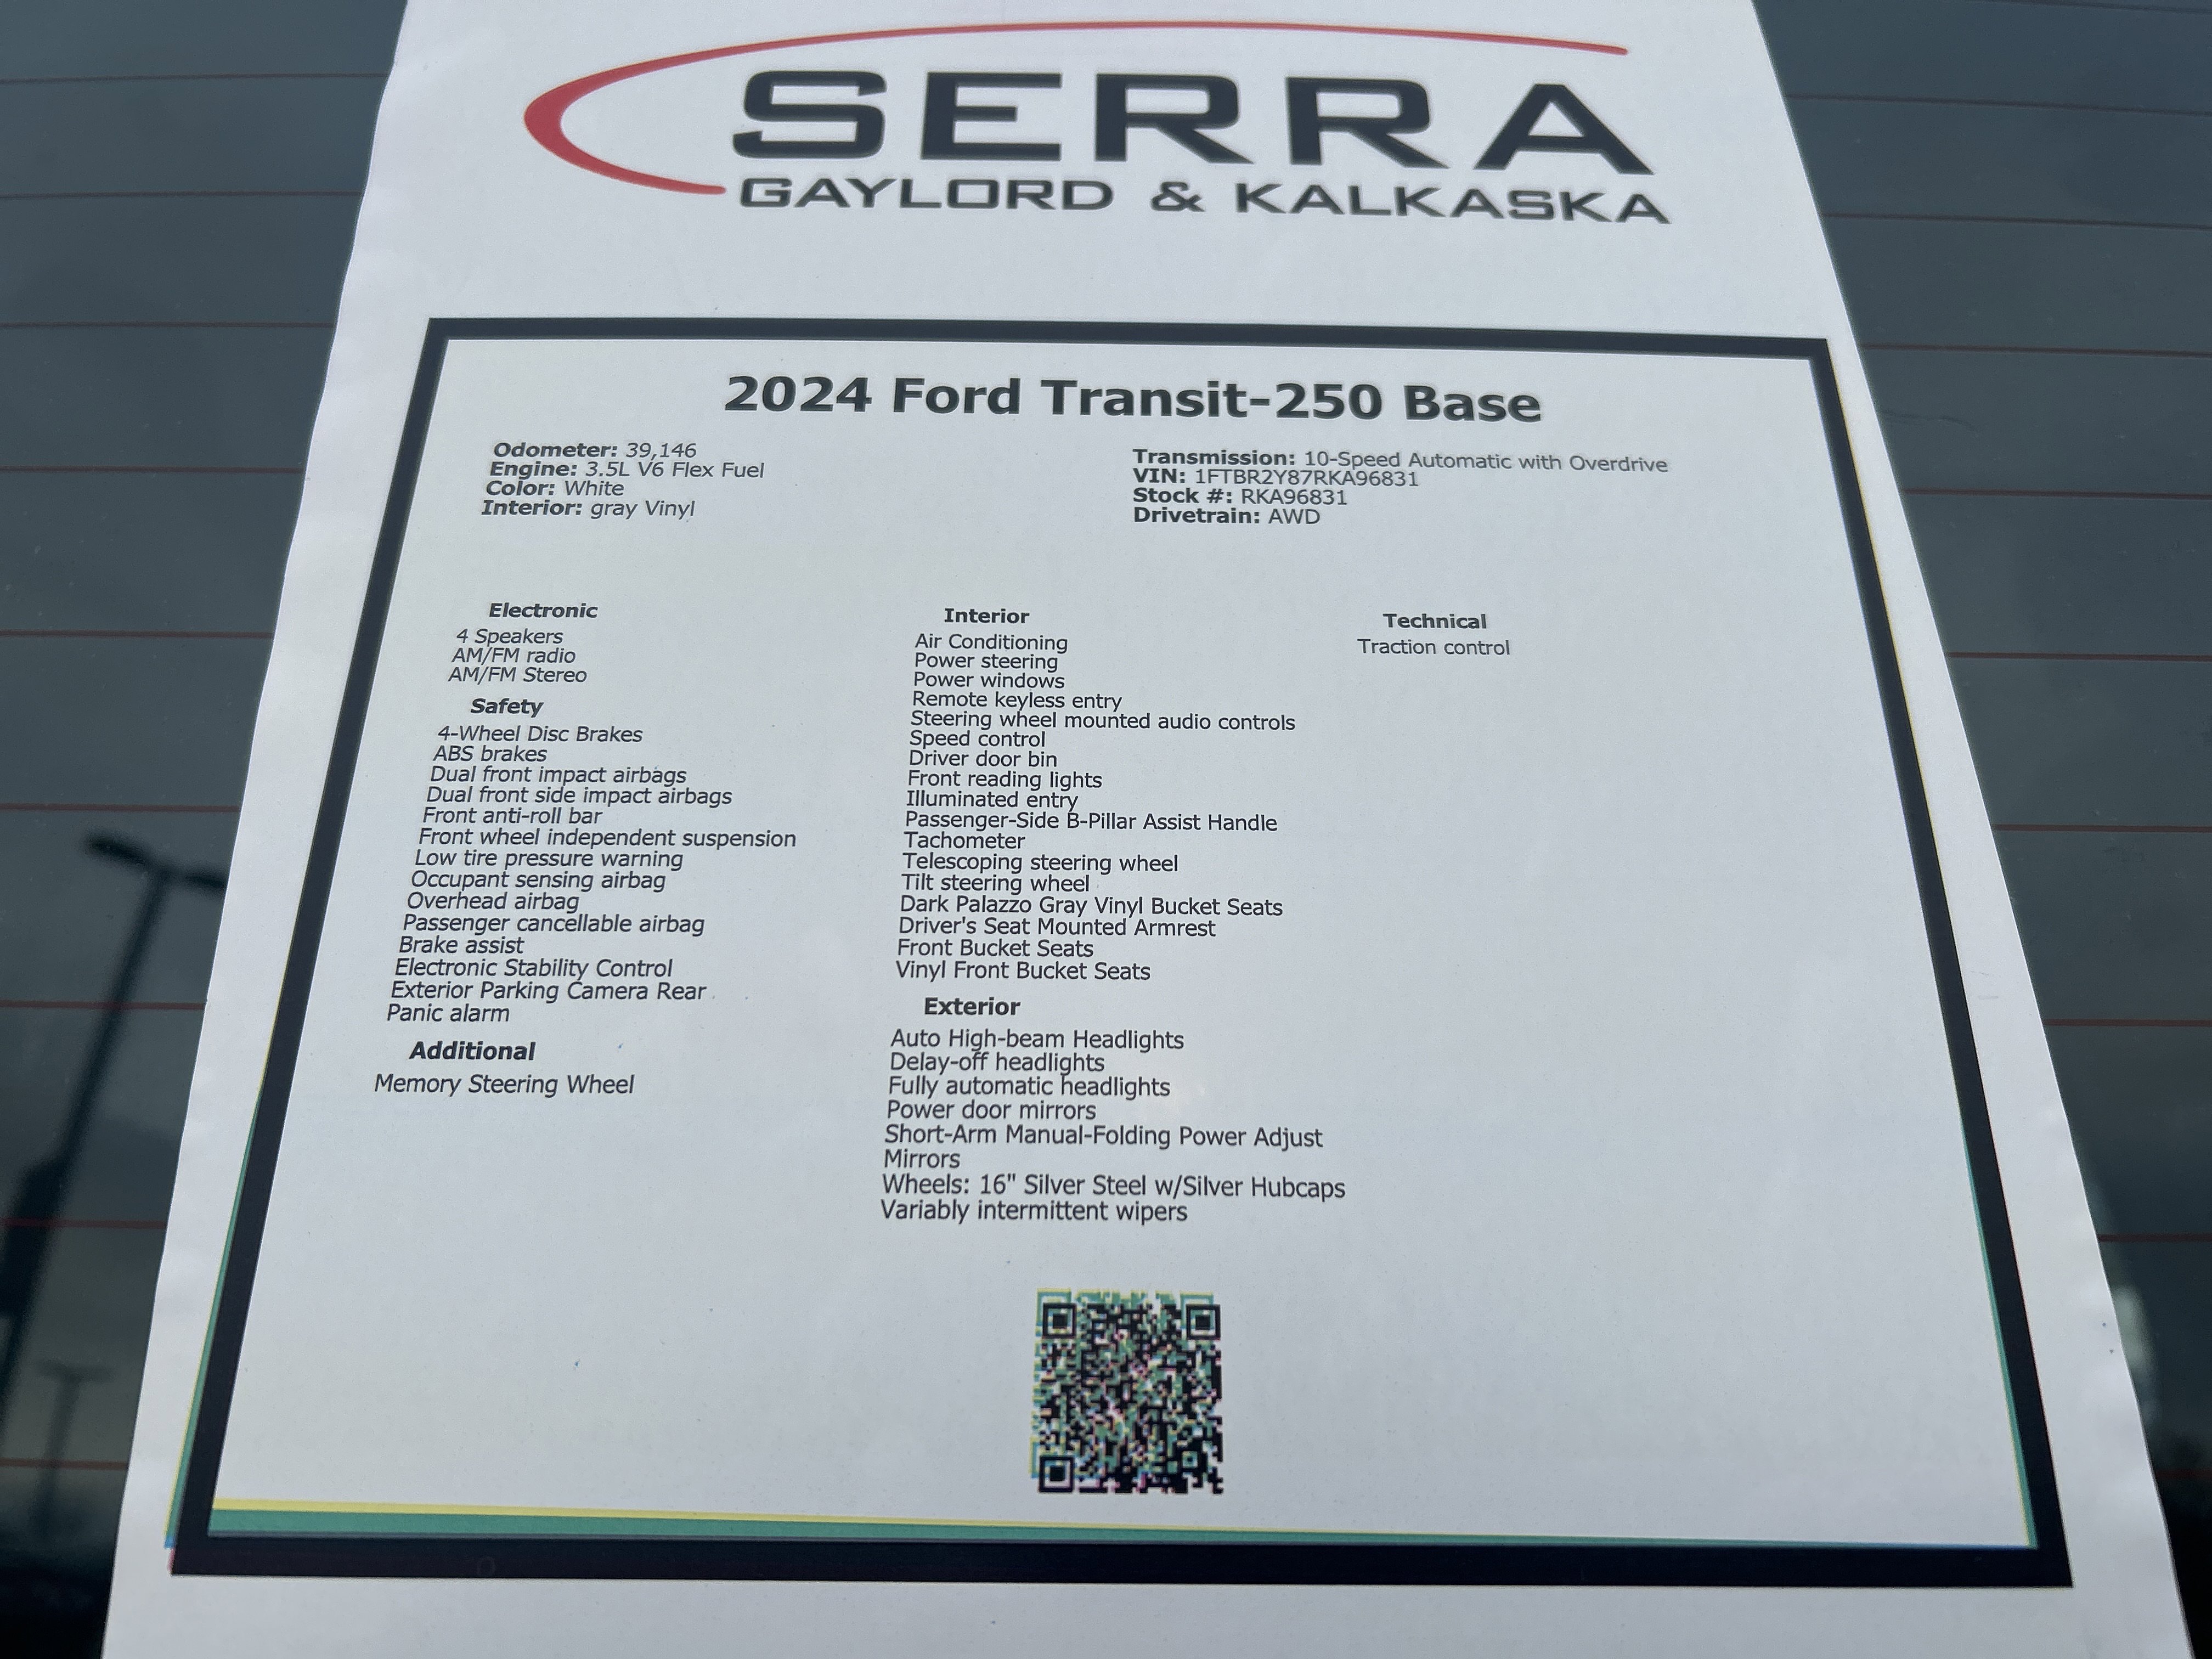 SERRA
GAYLORD & KALKASKA
2024 Ford Transit-250 Base
Odometer: 39,146
Engine: 3.5L V6 Flex Fuel
Color: White
Interior: gray Vinyl
Transmission: 10-Speed Automatic with Overdrive
VIN: 1FTBR2Y87RKA96831
Stock #: RKA96831
Drivetrain: AWD
Electronic
4 Speakers
AM/FM radio
AM/FM Stereo
Safety
4-Wheel Disc Brakes
ABS brakes
Dual front impact airbags
Dual front side impact airbags
Front anti-roll bar
Front wheel independent suspension
Low tire pressure warning
Occupant sensing airbag
Overhead airbag
Passenger cancellable airbag
Brake assist
Electronic Stability Control
Exterior Parking Camera Rear
Panic alarm
Additional
Memory Steering Wheel
Interior
Air Conditioning
Power steering
Power windows
Remote keyless entry
Steering wheel mounted audio controls
Speed control
Driver door bin
Front reading lights
Illuminated entry
Passenger-Side B-Pillar Assist Handle
Tachometer
Telescoping steering wheel
Tilt steering wheel
Dark Palazzo Gray Vinyl Bucket Seats
Driver's Seat Mounted Armrest
Front Bucket Seats
Vinyl Front Bucket Seats
Exterior
Auto High-beam Headlights
Delay-off headlights
Fully automatic headlights
Power door mirrors
Short-Arm Manual-Folding Power Adjust
Mirrors
Wheels: 16" Silver Steel w/Silver Hubcaps
Variably intermittent wipers
Technical
Traction control